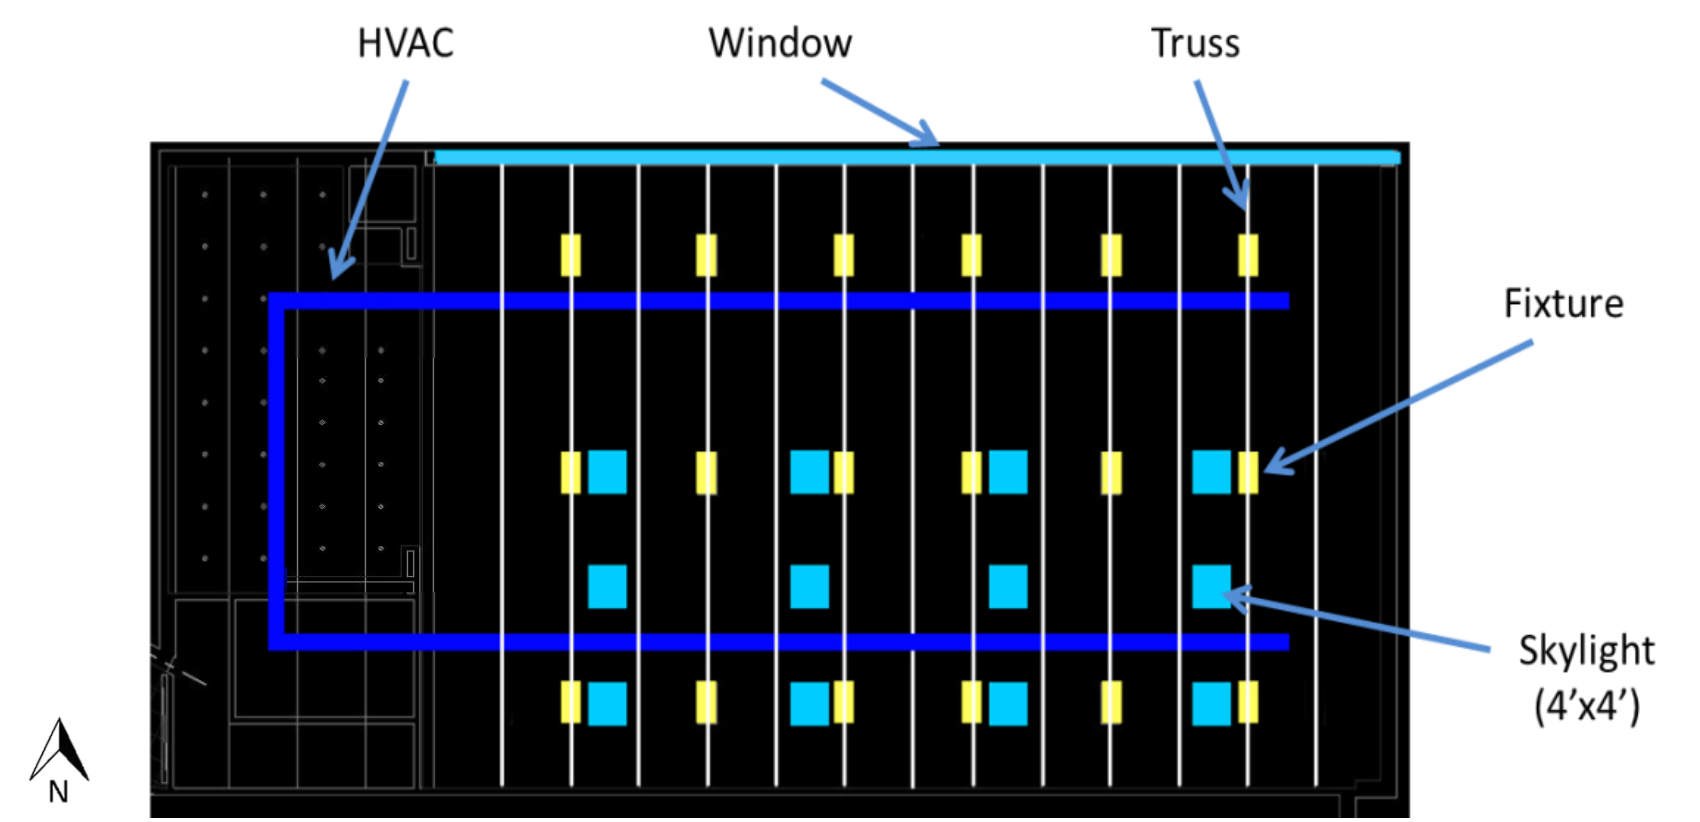 HVAC
Window
Truss
Fixture
Skylight
(4’x4’)
N